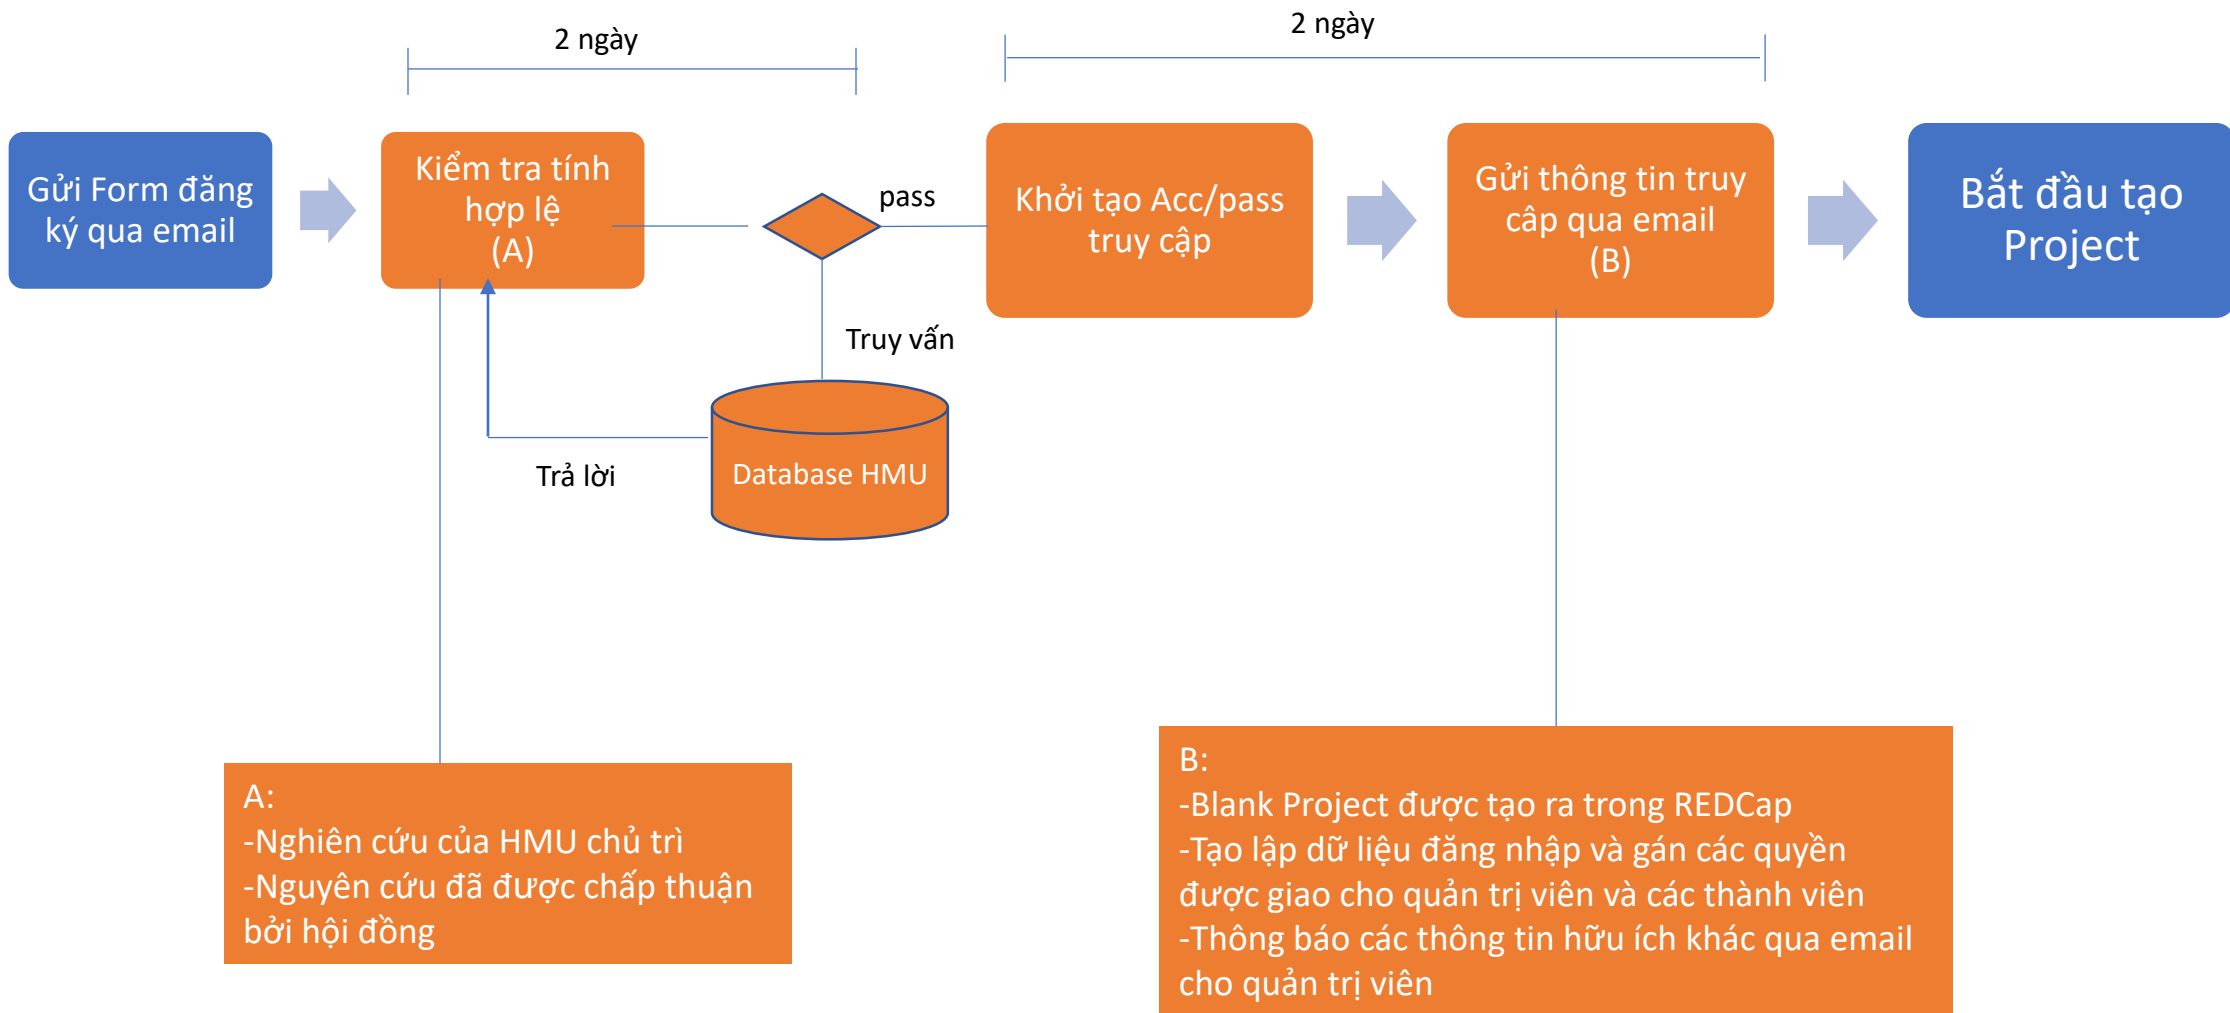 2 ngày
2 ngày
Gửi Form đăng
ký qua email
Kiểm tra tính
hợp lệ
(A)
pass
Khởi tạo Acc/pass
truy cập
Gửi thông tin truy
câp qua email
(B)
Bắt đầu tạo
Project
Truy vấn
Trả lời
Database HMU
A:
-Nghiên cứu của HMU chủ trì
-Nguyên cứu đã được chấp thuận
bởi hội đồng
B:
-Blank Project được tạo ra trong REDCap
-Tạo lập dữ liệu đăng nhập và gán các quyền
được giao cho quản trị viên và các thành viên
-Thông báo các thông tin hữu ích khác qua email
cho quản trị viên